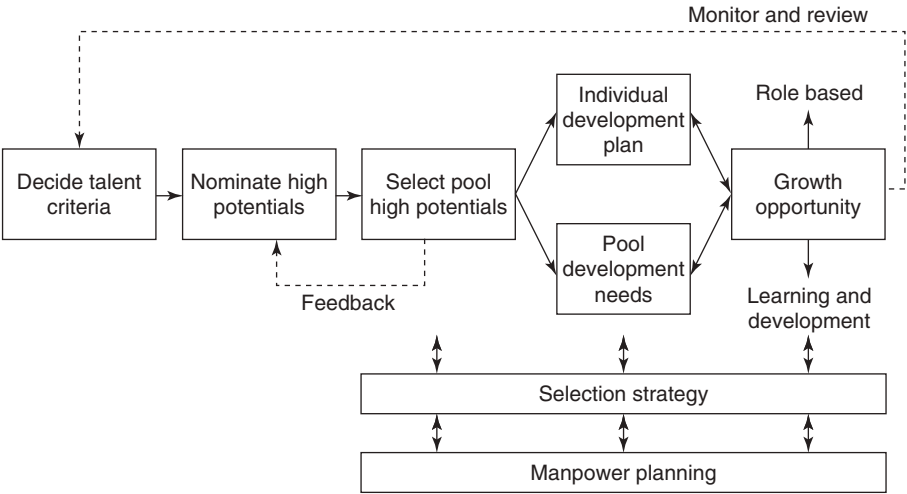 Monitor and review
Decide talent
criteria
Nominate high
potentials
Select pool
high potentials
Individual
development
plan
Pool
development
needs
Role based
Growth
opportunity
Learning and
development
Feedback
Selection strategy
Manpower planning